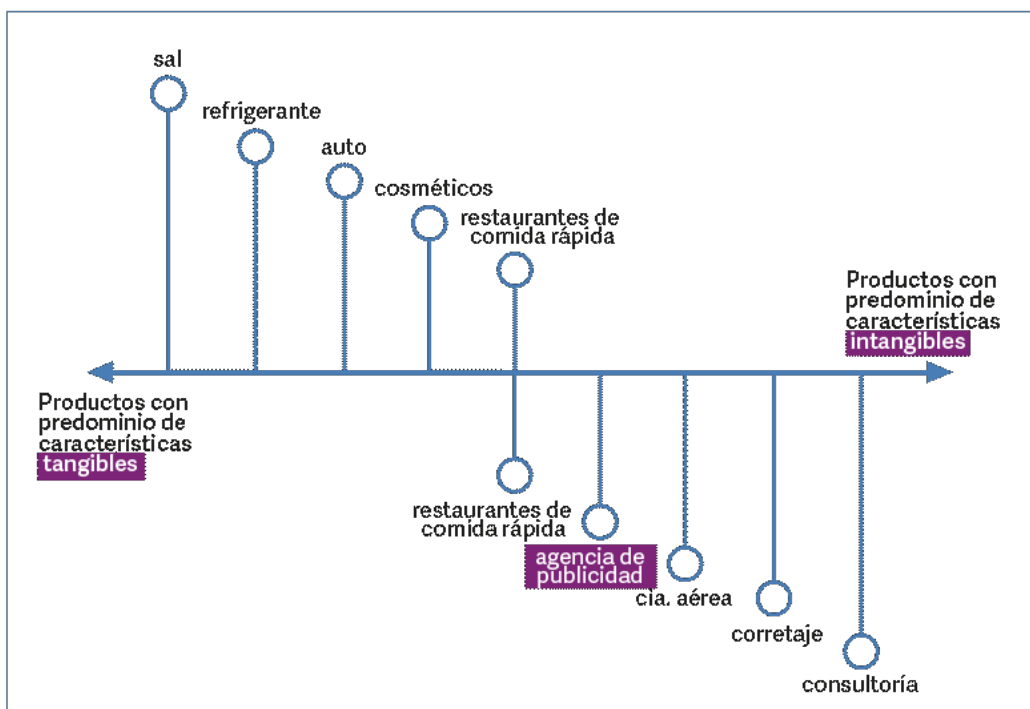 sal
refrigerante
auto
cosméticos
restaurantes de
comida rápida
Productos con
predominio de
características
intangibles
Productos con
predominio de
características
tangibles
restaurantes de
comida rápida
agencia de
publicidad
cia. aérea
corretaje
consultoría